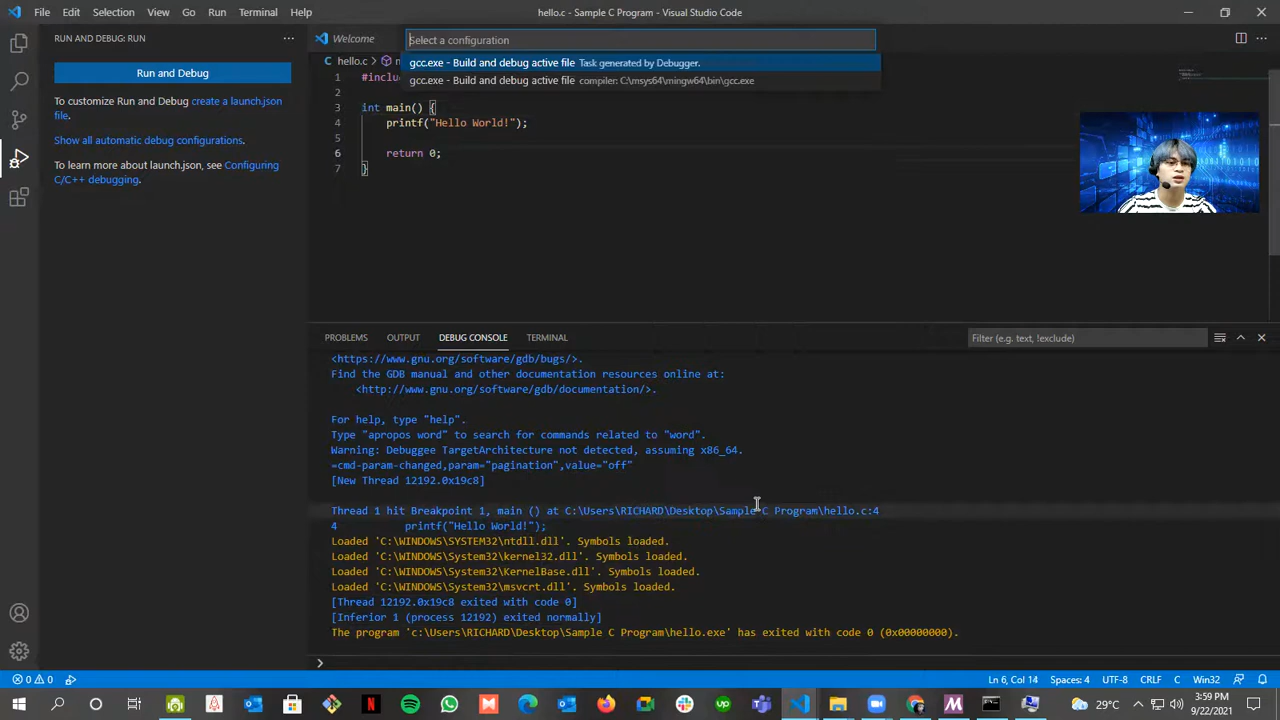 File Edit Selection View Go Run Terminal Help
hello.c - Sample C Program - Visual Studio Code
RUN AND DEBUG: RUN
Run and Debug
To customize Run and Debug create a launch.json
file.
Show all automatic debug configurations.
To learn more about launch.json, see Configuring
C/C++ debugging.
Welcome
Select a configuration
gcc.exe - Build and debug active file Task generated by Debugger.
gcc.exe - Build and debug active file compiler: C:\msys64\mingw64\bin\gcc.exe
hello.c
1 #inclu
2
3 int main() {
4 printf("Hello World!");
5
6 return 0;
7 }
PROBLEMS OUTPUT DEBUG CONSOLE TERMINAL
Filter (e.g. text, !exclude)
<https://www.gnu.org/software/gdb/bugs/>.
Find the GDB manual and other documentation resources online at:
<http://www.gnu.org/software/gdb/documentation/>.
For help, type "help".
Type "apropos word" to search for commands related to "word".
Warning: Debuggee TargetArchitecture not detected, assuming x86_64.
=cmd-param-changed,param="pagination",value="off"
[New Thread 12192.0x19c8]
Thread 1 hit Breakpoint 1, main () at C:\Users\RICHARD\Desktop\Sample C Program\hello.c:4
4 printf("Hello World!");
Loaded 'C:\WINDOWS\SYSTEM32\ntdll.dll'. Symbols loaded.
Loaded 'C:\WINDOWS\System32\kernel32.dll'. Symbols loaded.
Loaded 'C:\WINDOWS\System32\KernelBase.dll'. Symbols loaded.
Loaded 'C:\WINDOWS\System32\msvcrt.dll'. Symbols loaded.
[Thread 12192.0x19c8 exited with code 0]
[Inferior 1 (process 12192) exited normally]
The program 'c:\Users\RICHARD\Desktop\Sample C Program\hello.exe' has exited with code 0 (0x00000000).
0 0
Ln 6, Col 14 Spaces: 4 UTF-8 CRLF C Win32
29°C
3:59 PM
9/22/2021